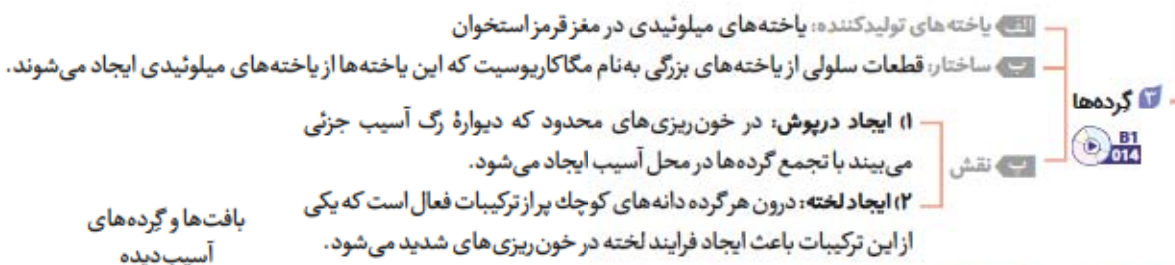 الف یاخته‌های تولیدکننده: یاخته‌های میلوئیدی در مغز قرمز استخوان
ب ساختار: قطعات سلولی از یاخته‌های بزرگی به‌نام مگاکاریوسیت که این یاخته‌ها از یاخته‌های میلوئیدی ایجاد می‌شوند.
۳ گرده‌ها
B1
014
پ نقش
۱) ایجاد درپوش: در خون‌ریزی‌های محدود که دیوارهٔ رگ آسیب جزئی
می‌بیند با تجمع گرده‌ها در محل آسیب ایجاد می‌شود.
۲) ایجاد لخته: درون هر گرده دانه‌های کوچك پر از ترکیبات فعال است که یکی
از این ترکیبات باعث ایجاد فرایند لخته در خون‌ریزی‌های شدید می‌شود.
بافت‌ها و گرده‌های
آسیب‌دیده